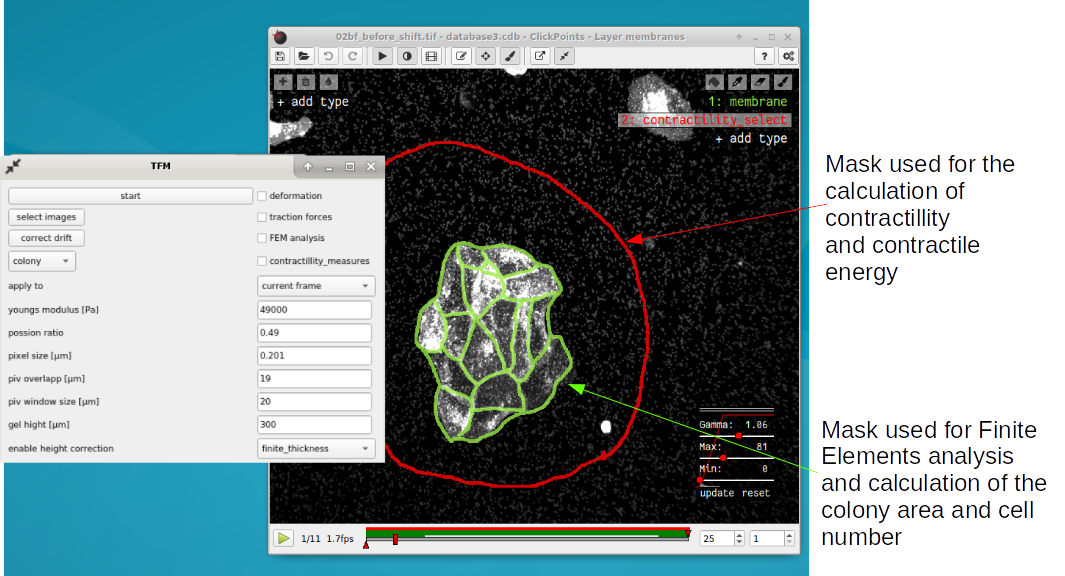 02bf_before_shift.tif - database3.cdb - ClickPoints - Layer membranes
?
+ add type
1: membrane
2: contractility_select
+ add type
TFM
start
deformation
select images
traction forces
correct drift
FEM analysis
colony
contractillity_measures
apply to
current frame
youngs modulus [Pa]
49000
possion ratio
0.49
pixel size [µm]
0.201
piv overlapp [µm]
19
piv window size [µm]
20
gel hight [µm]
300
enable height correction
finite_thickness
Gamma: 1.06
Max: 81
Min: 0
update reset
1/11 1.7fps
25
1
Mask used for the
calculation of
contractillity
and contractile
energy
Mask used for Finite
Elements analysis
and calculation of the
colony area and cell
number